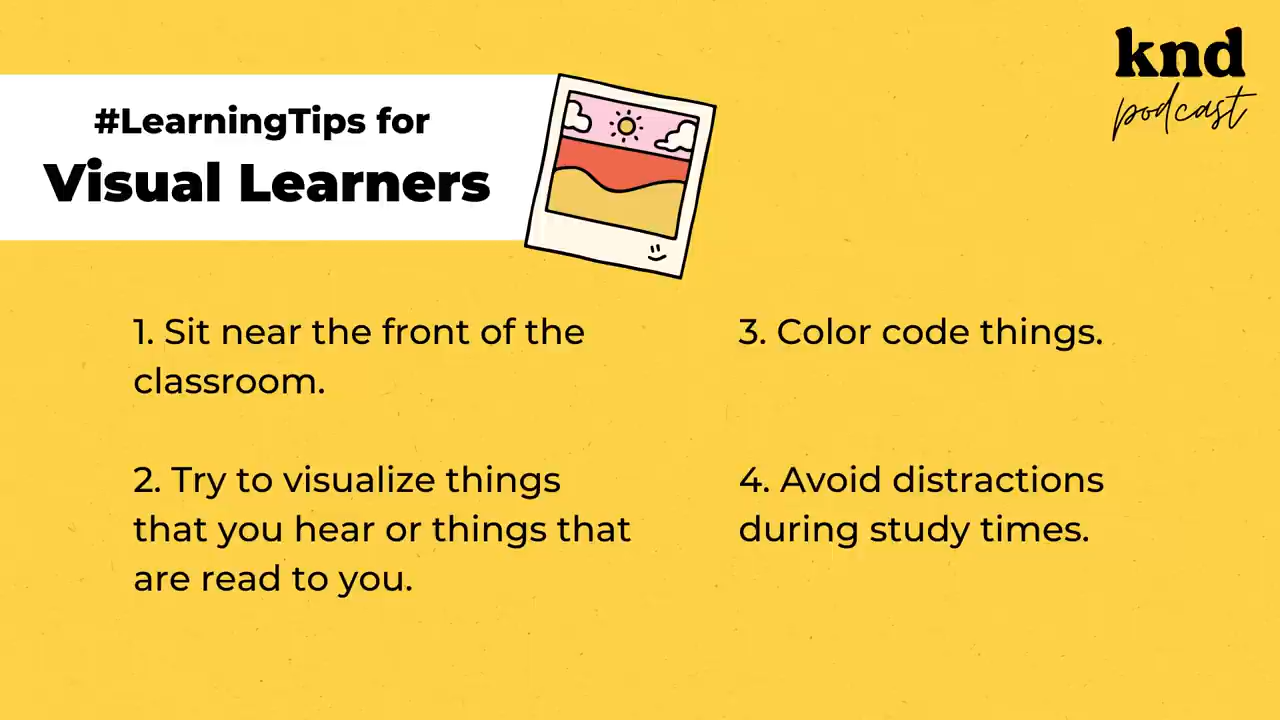 knd
podcast
#LearningTips for
Visual Learners
1. Sit near the front of the
classroom.
2. Try to visualize things
that you hear or things that
are read to you.
3. Color code things.
4. Avoid distractions
during study times.